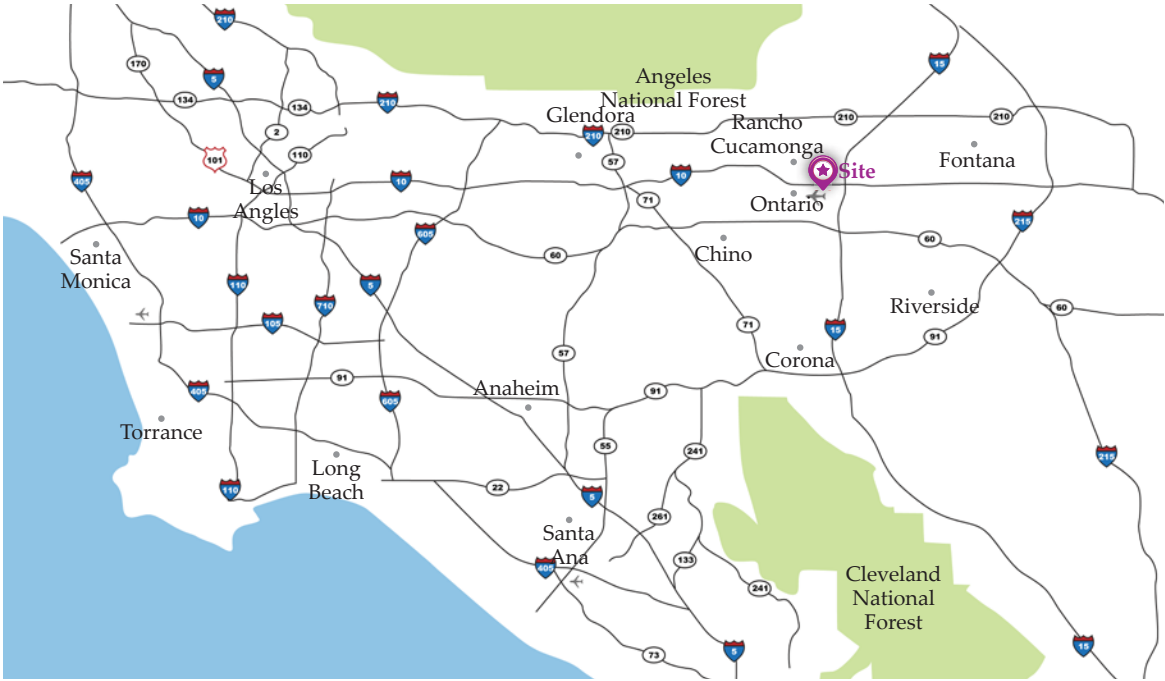 210
15
170
5
Angeles
National Forest
134
134
210
Glendora
210
210
Rancho
Cucamonga
210
210
2
110
101
57
Fontana
405
Los
Angles
10
10
Site
71
Ontario
10
605
60
215
60
Santa
Monica
Chino
110
5
710
Riverside
60
105
71
15
91
57
Corona
91
Anaheim
91
405
605
Torrance
55
241
215
Long
Beach
110
22
5
261
Santa
Ana
405
133
241
Cleveland
National
Forest
73
5
15